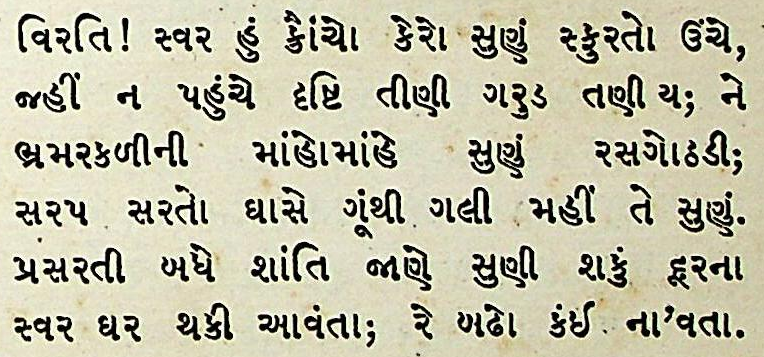 વિરતિ! સ્વર હું ક્રૌંચો કેરો સુણું સ્ફુરતો ઉંચે,
જહીં ન પહુંચે દૃષ્ટિ તીણી ગરુડ તણી ય; ને
ભ્રમરકળીની માંહોમાંહે સુણું રસગોઠડી;
સરપ સરતો ઘાસે ગૂંથી ગલી મહીં તે સુણું.
પ્રસરતી બધે શાંતિ જાણે સુણી શકું દૂરના
સ્વર ઘર થકી આવંતા; રે બઢો કંઈ ના’વતા.